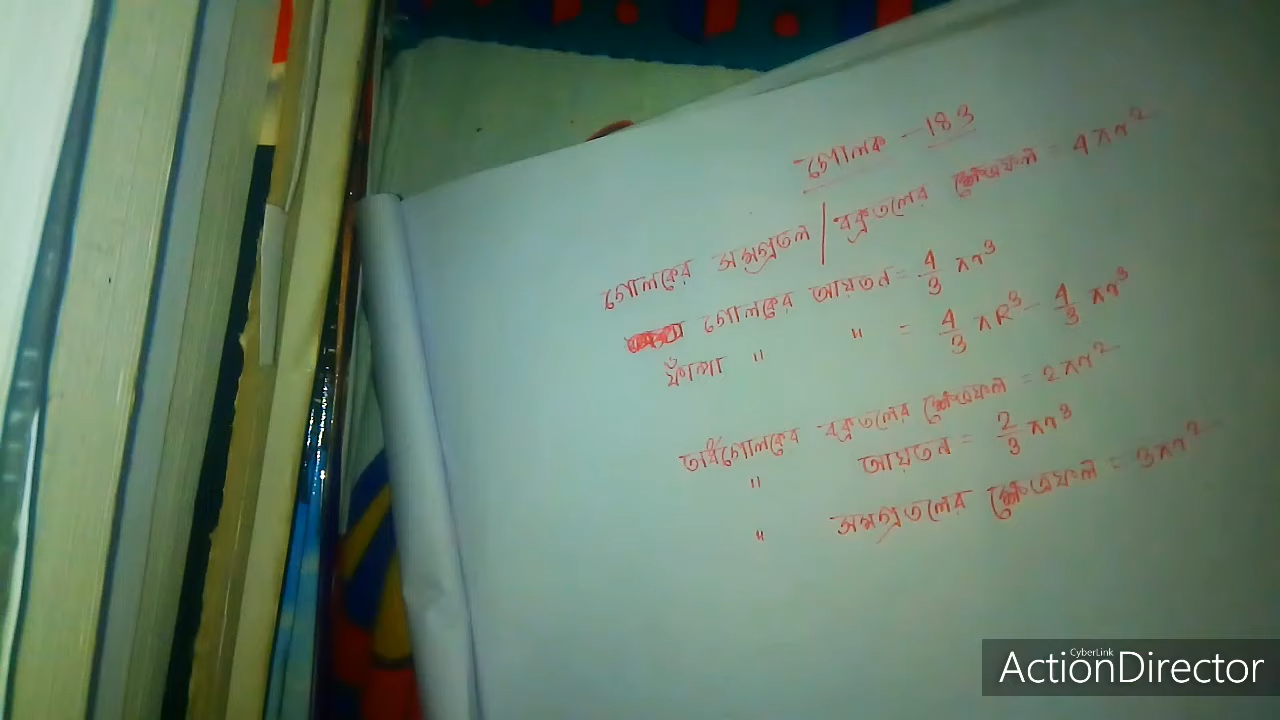 গোলক - 183
গোলকের সমগ্রতল / বক্রতলের ক্ষেত্রফল = 4πr²
গোলকের আয়তন = 4/3 πr³
ফাঁপা " " = 4/3 πR³ - 4/3 πr³
অর্ধগোলকের বক্রতলের ক্ষেত্রফল = 2πr²
" আয়তন = 2/3 πr³
" সমগ্রতলের ক্ষেত্রফল = 3πr²
CyberLink
ActionDirector